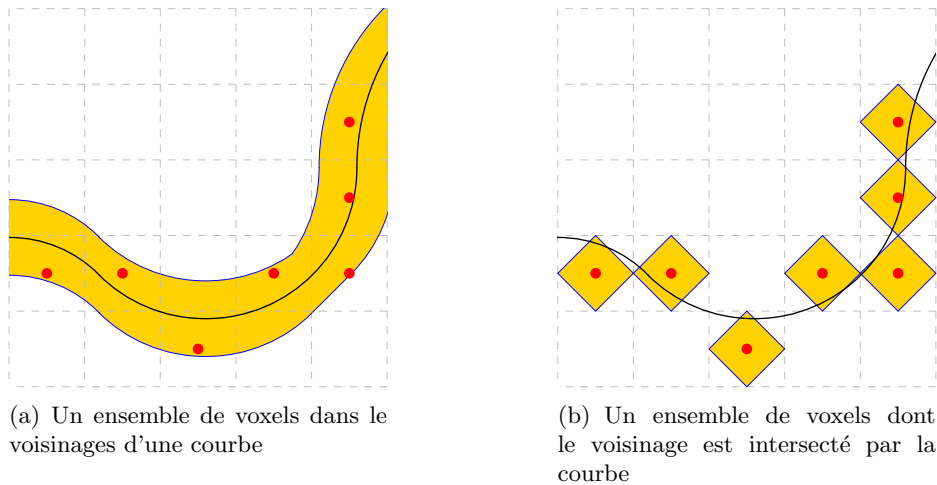 (a) Un ensemble de voxels dans le
voisinages d'une courbe
(b) Un ensemble de voxels dont
le voisinage est intersecté par la
courbe